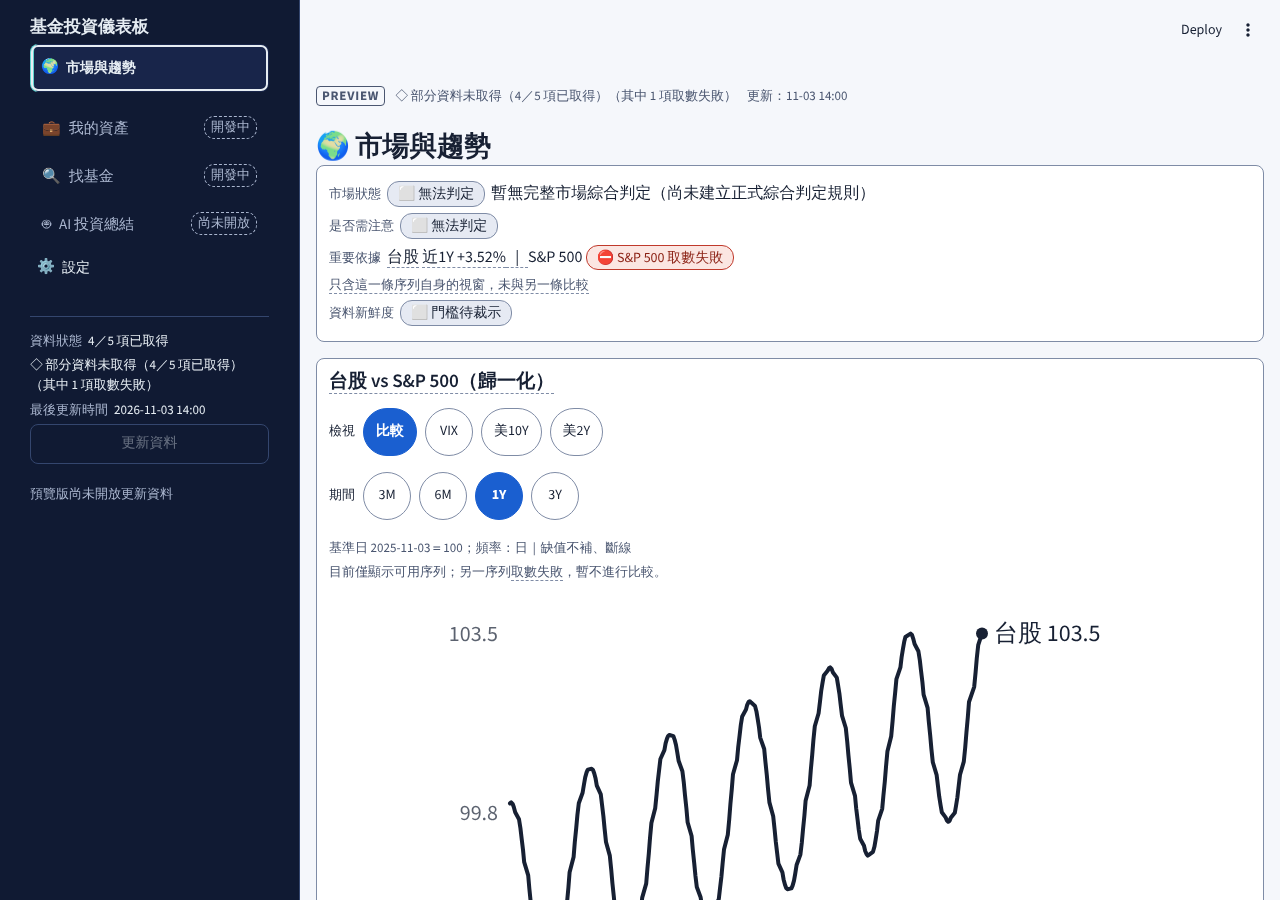 基金投資儀表板
🌍 市場與趨勢
💼 我的資產 開發中
🔍 找基金 開發中
AI 投資總結 尚未開放
⚙️ 設定
資料狀態 4／5 項已取得
◇ 部分資料未取得（4／5 項已取得）
（其中 1 項取數失敗）
最後更新時間 2026-11-03 14:00
更新資料
預覽版尚未開放更新資料
Deploy
PREVIEW ◇ 部分資料未取得（4／5 項已取得）（其中 1 項取數失敗） 更新：11-03 14:00
🌍 市場與趨勢
市場狀態 ⬜ 無法判定 暫無完整市場綜合判定（尚未建立正式綜合判定規則）
是否需注意 ⬜ 無法判定
重要依據 台股 近1Y +3.52% ｜ S&P 500 ⛔ S&P 500 取數失敗
只含這一條序列自身的視窗，未與另一條比較
資料新鮮度 ⬜ 門檻待裁示
台股 vs S&P 500（歸一化）
檢視 比較 VIX 美10Y 美2Y
期間 3M 6M 1Y 3Y
基準日 2025-11-03＝100；頻率：日｜缺值不補、斷線
目前僅顯示可用序列；另一序列取數失敗，暫不進行比較。
103.5
台股 103.5
99.8